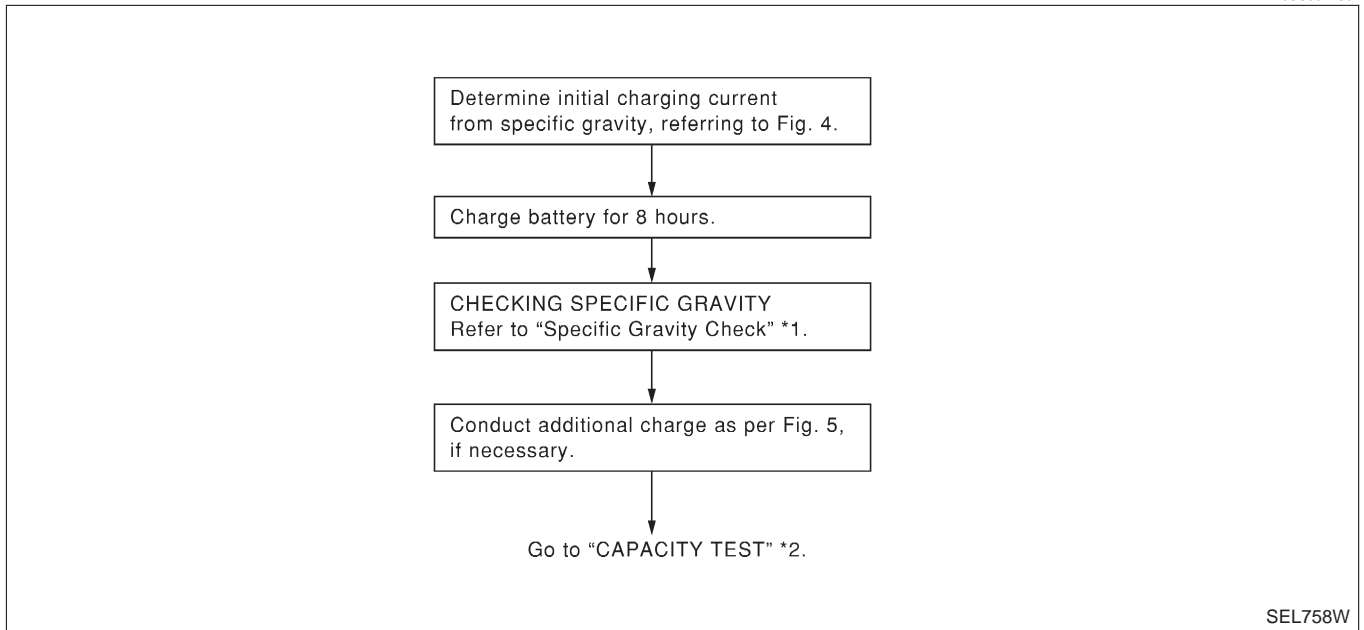 Determine initial charging current
from specific gravity, referring to Fig. 4.
Charge battery for 8 hours.
CHECKING SPECIFIC GRAVITY
Refer to “Specific Gravity Check” *1.
Conduct additional charge as per Fig. 5,
if necessary.
Go to “CAPACITY TEST” *2.
SEL758W